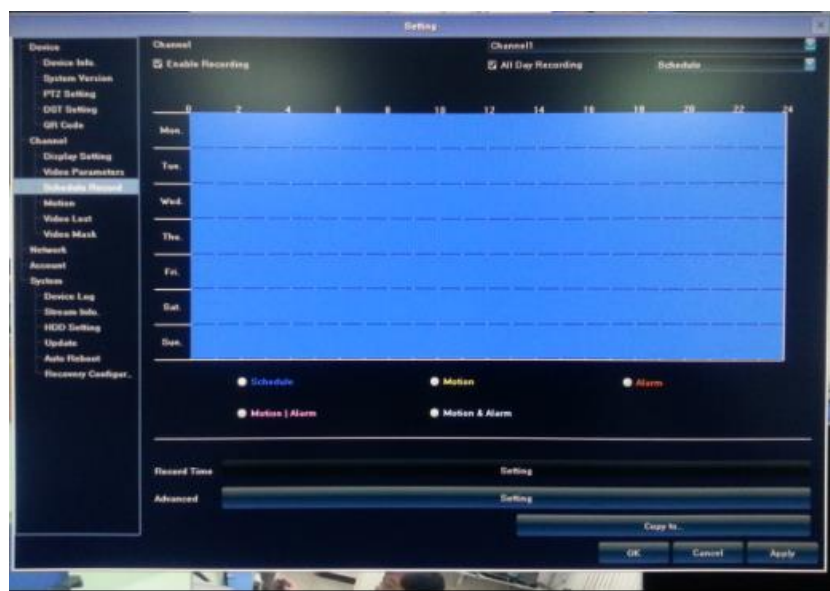 Setting
Device
Device Info.
System Version
PTZ Setting
DST Setting
QR Code
Channel
Display Setting
Video Parameters
Schedule Record
Motion
Video Lost
Video Mask
Network
Account
System
Device Log
Stream Info.
HDD Setting
Update
Auto Reboot
Recovery Configur..
Channel Channel1
Enable Recording All Day Recording Schedule
0 2 4 6 8 10 12 14 16 18 20 22 24
Mon.
Tue.
Wed.
Thu.
Fri.
Sat.
Sun.
Schedule Motion Alarm
Motion | Alarm Motion & Alarm
Record Time Setting
Advanced Setting
Copy to..
OK Cancel Apply